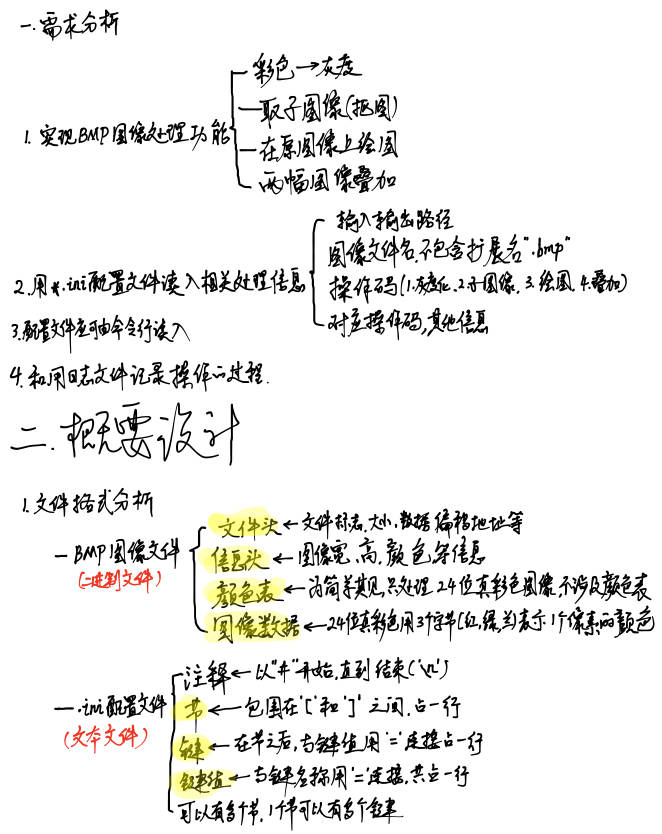 一.需求分析
1.实现BMP图像处理功能
彩色→灰度
取子图像(抠图)
在原图像上绘图
两幅图像叠加
2.用*.ini配置文件读入相关处理信息
输入输出路径
图像文件名,不包含扩展名".bmp"
操作码(1.灰度化.2.子图像.3.绘图.4.叠加)
对应操作码,其他信息
3.配置文件应可由命令行读入
4.利用日志文件记录操作的过程.
二.概要设计
1.文件格式分析
一BMP图像文件
(二进制文件)
文件头←文件标志.大小.数据偏移地址等
信息头←图像宽、高、颜色等信息
颜色表←为简单其见,只处理24位真彩色图像,不涉及颜色表
图像数据←24位真彩色用3个字节(红,绿,兰)表示1个像素的颜色
一.ini配置文件
(文本文件)
注释←以"#"开始,直到结束('\n')
节←包围在'['和']'之间,占一行
键←在节之后,与键值用'='连接占一行
键值←与键名称用'='连接,共占一行
可以有多个节,1个节可以有多个键